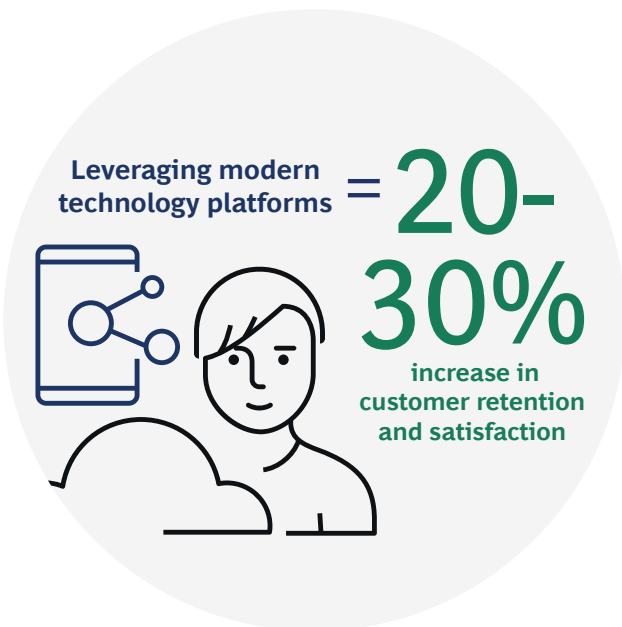 Leveraging modern
technology platforms
=
20-
30%
increase in
customer retention
and satisfaction